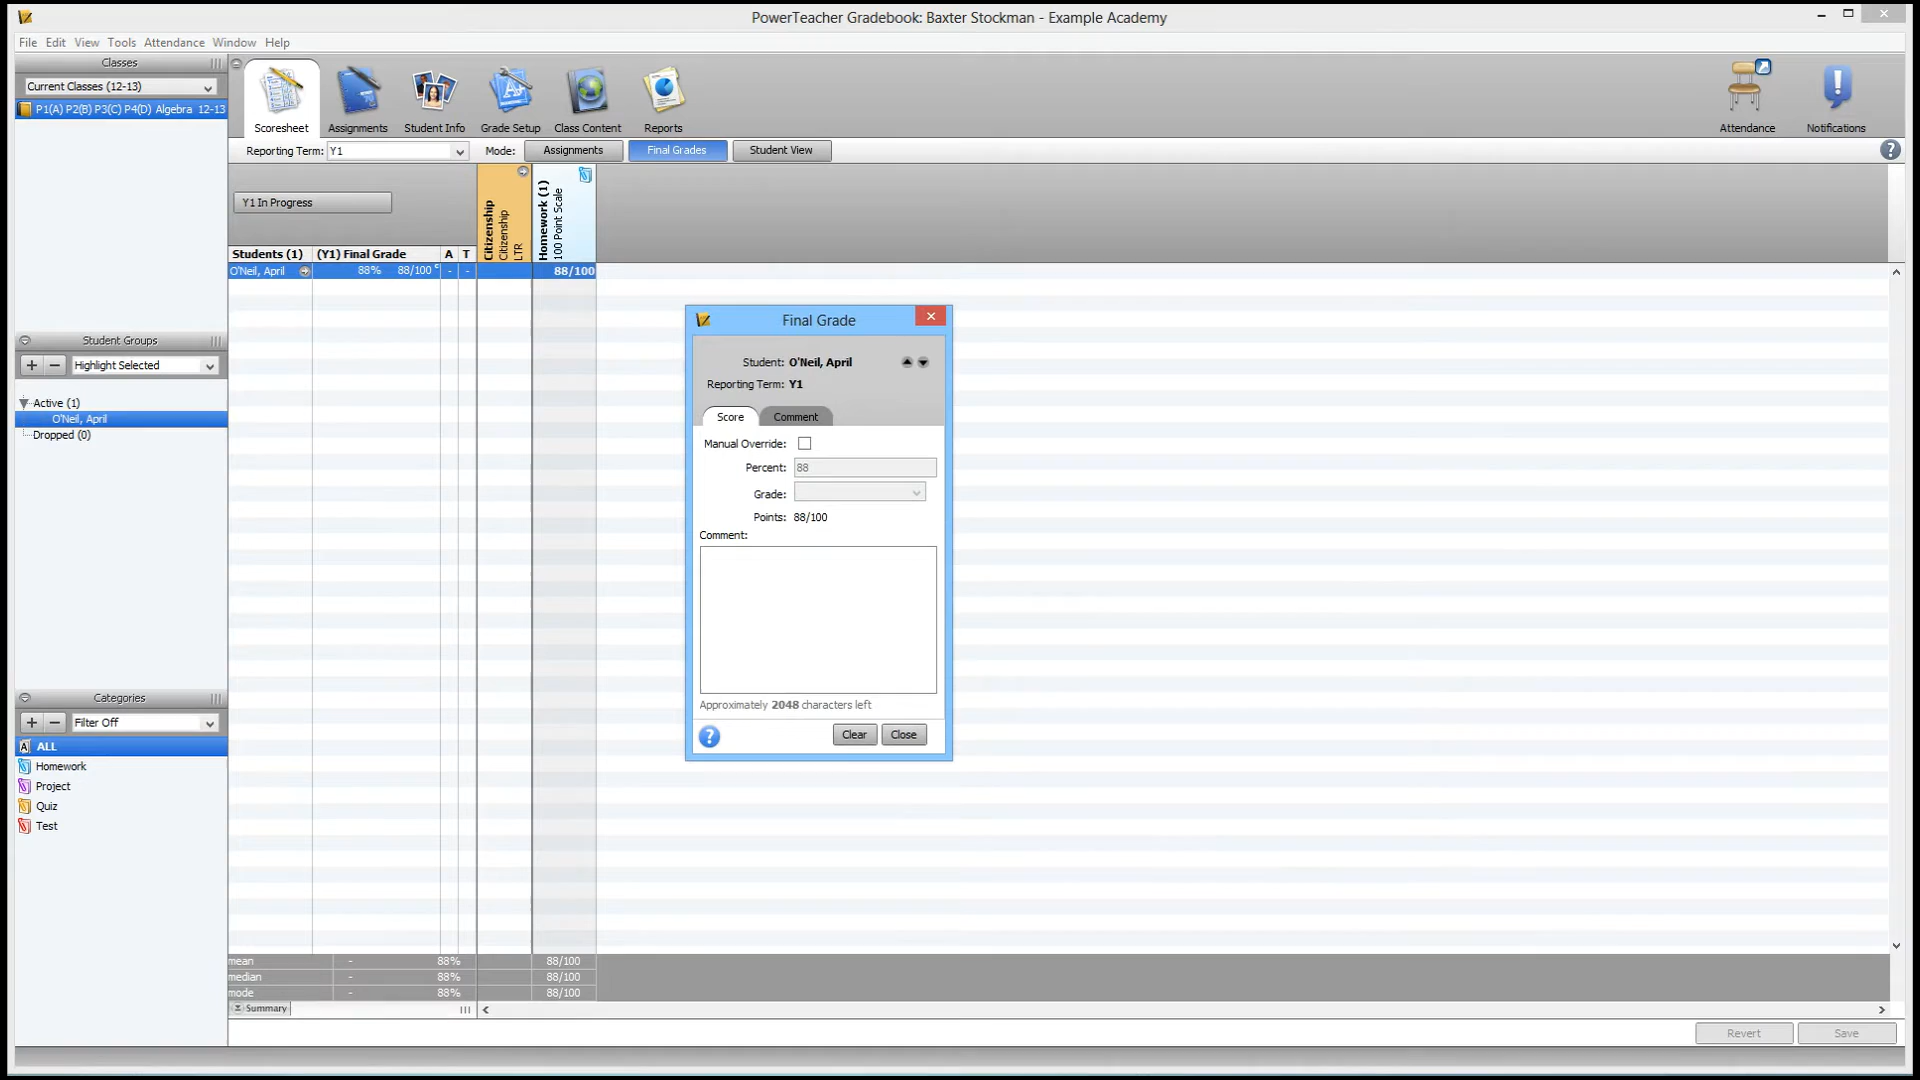 PowerTeacher Gradebook: Baxter Stockman - Example Academy
File Edit View Tools Attendance Window Help
Classes
Current Classes (12-13)
P1(A) P2(B) P3(C) P4(D) Algebra 12-13
Scoresheet Assignments Student Info Grade Setup Class Content Reports Attendance Notifications
Reporting Term: Y1 Mode: Assignments Final Grades Student View
Y1 In Progress
Citizenship
Citizenship
LTR
Homework (1)
100 Point Scale
Students (1) (Y1) Final Grade A T
O'Neil, April 88% 88/100 c - - 88/100
Student Groups
Highlight Selected
Active (1)
O'Neil, April
Dropped (0)
Final Grade
Student: O'Neil, April
Reporting Term: Y1
Score Comment
Manual Override:
Percent: 88
Grade:
Points: 88/100
Comment:
Approximately 2048 characters left
? Clear Close
Categories
Filter Off
ALL
Homework
Project
Quiz
Test
mean - 88% 88/100
median - 88% 88/100
mode - 88% 88/100
Summary
Revert Save